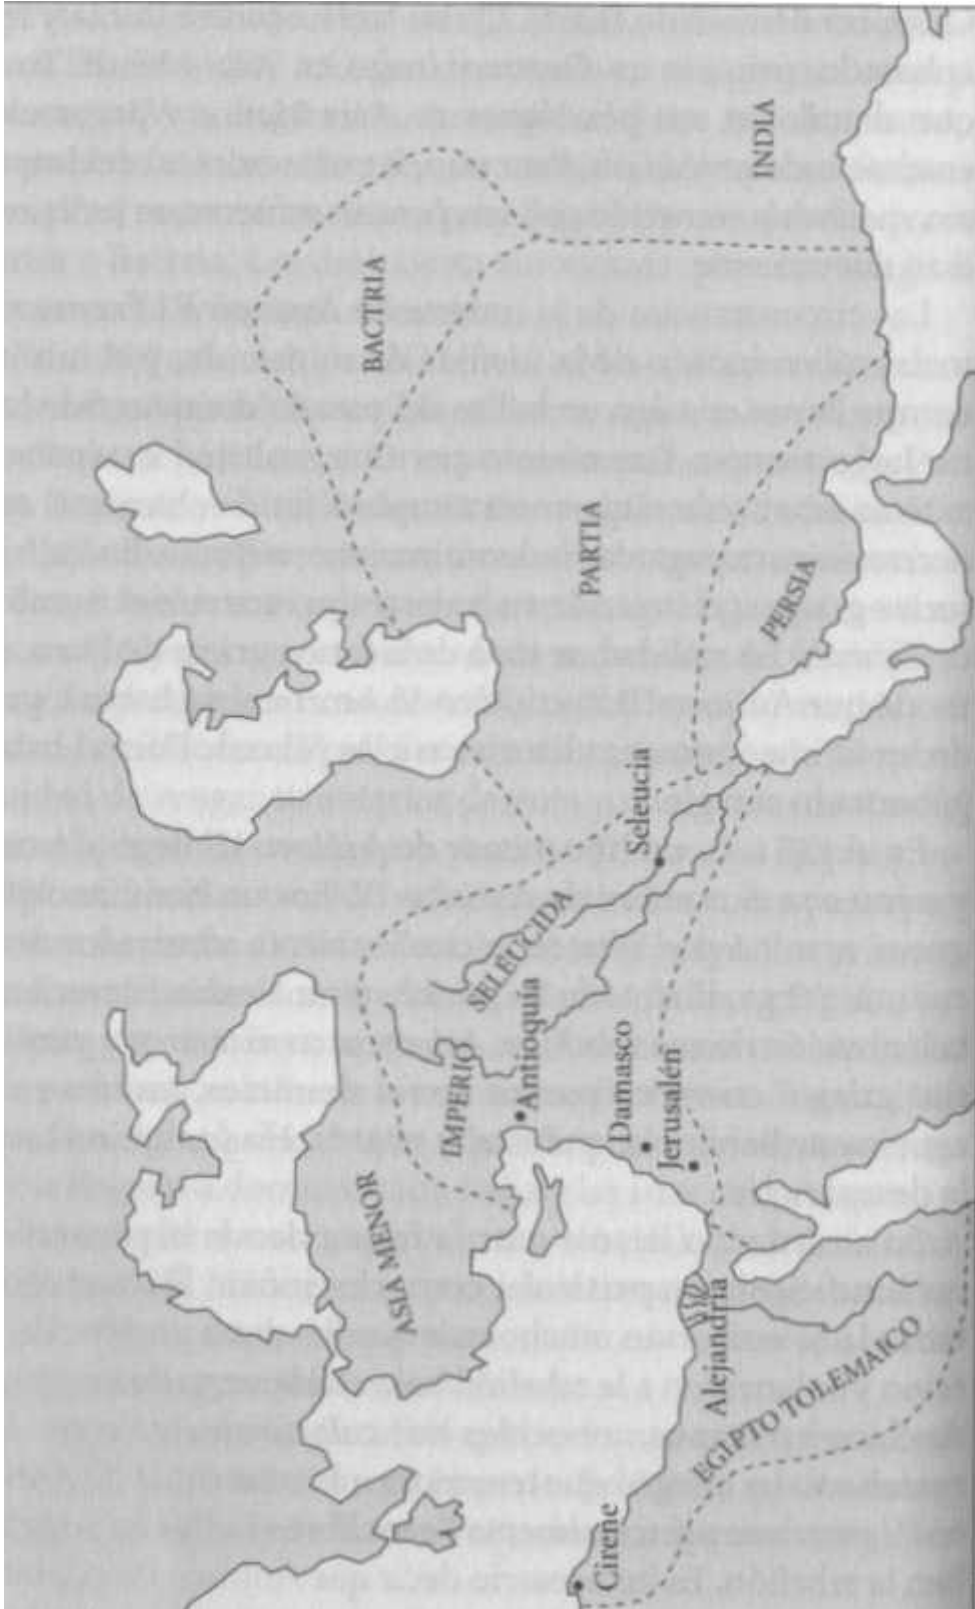 ASIA MENOR
IMPERIO
SELEUCIDA
BACTRIA
PARTIA
PERSIA
INDIA
Antioquía
Seleucia
Damasco
Jerusalén
Alejandría
Cirene
EGIPTO TOLEMAICO